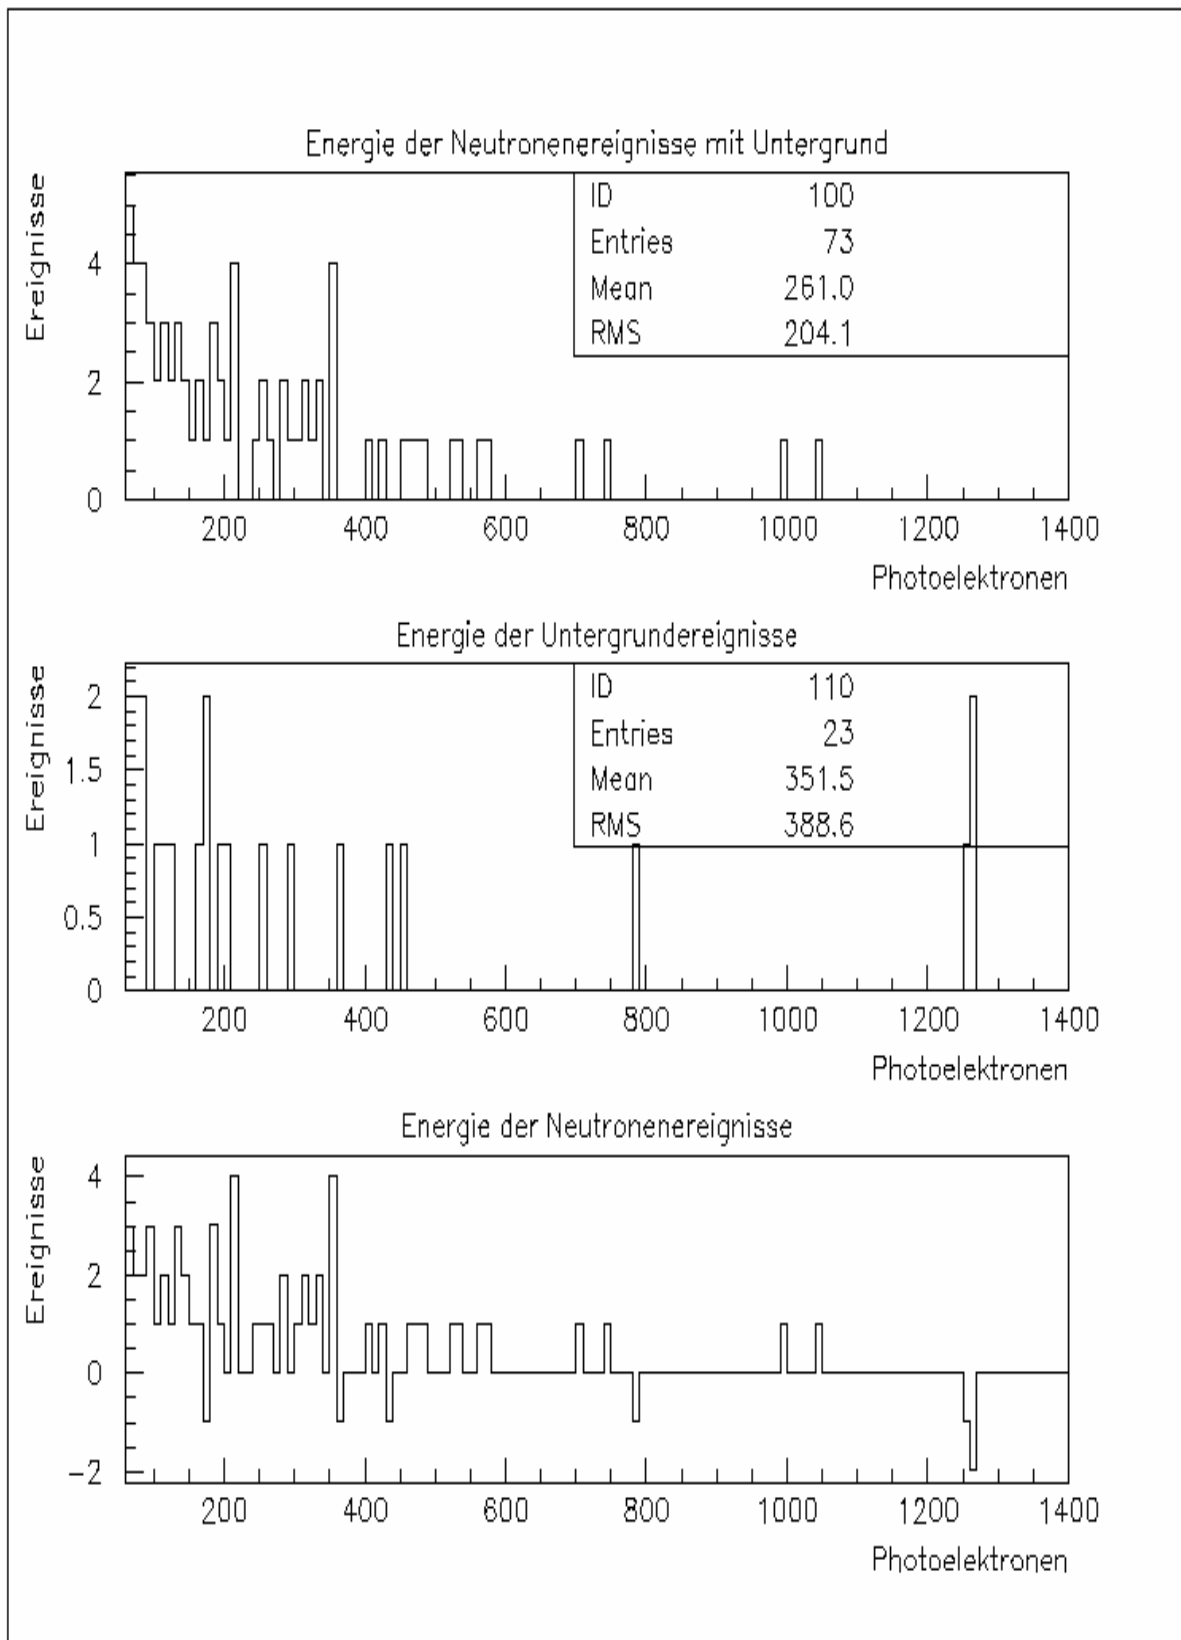 Energie der Neutronenereignisse mit Untergrund
Ereignisse
ID 100
Entries 73
Mean 261.0
RMS 204.1
4
2
0
200 400 600 800 1000 1200 1400
Photoelektronen
Energie der Untergrundereignisse
Ereignisse
ID 110
Entries 23
Mean 351.5
RMS 388.6
2
1.5
1
0.5
0
200 400 600 800 1000 1200 1400
Photoelektronen
Energie der Neutronenereignisse
Ereignisse
4
2
0
-2
200 400 600 800 1000 1200 1400
Photoelektronen